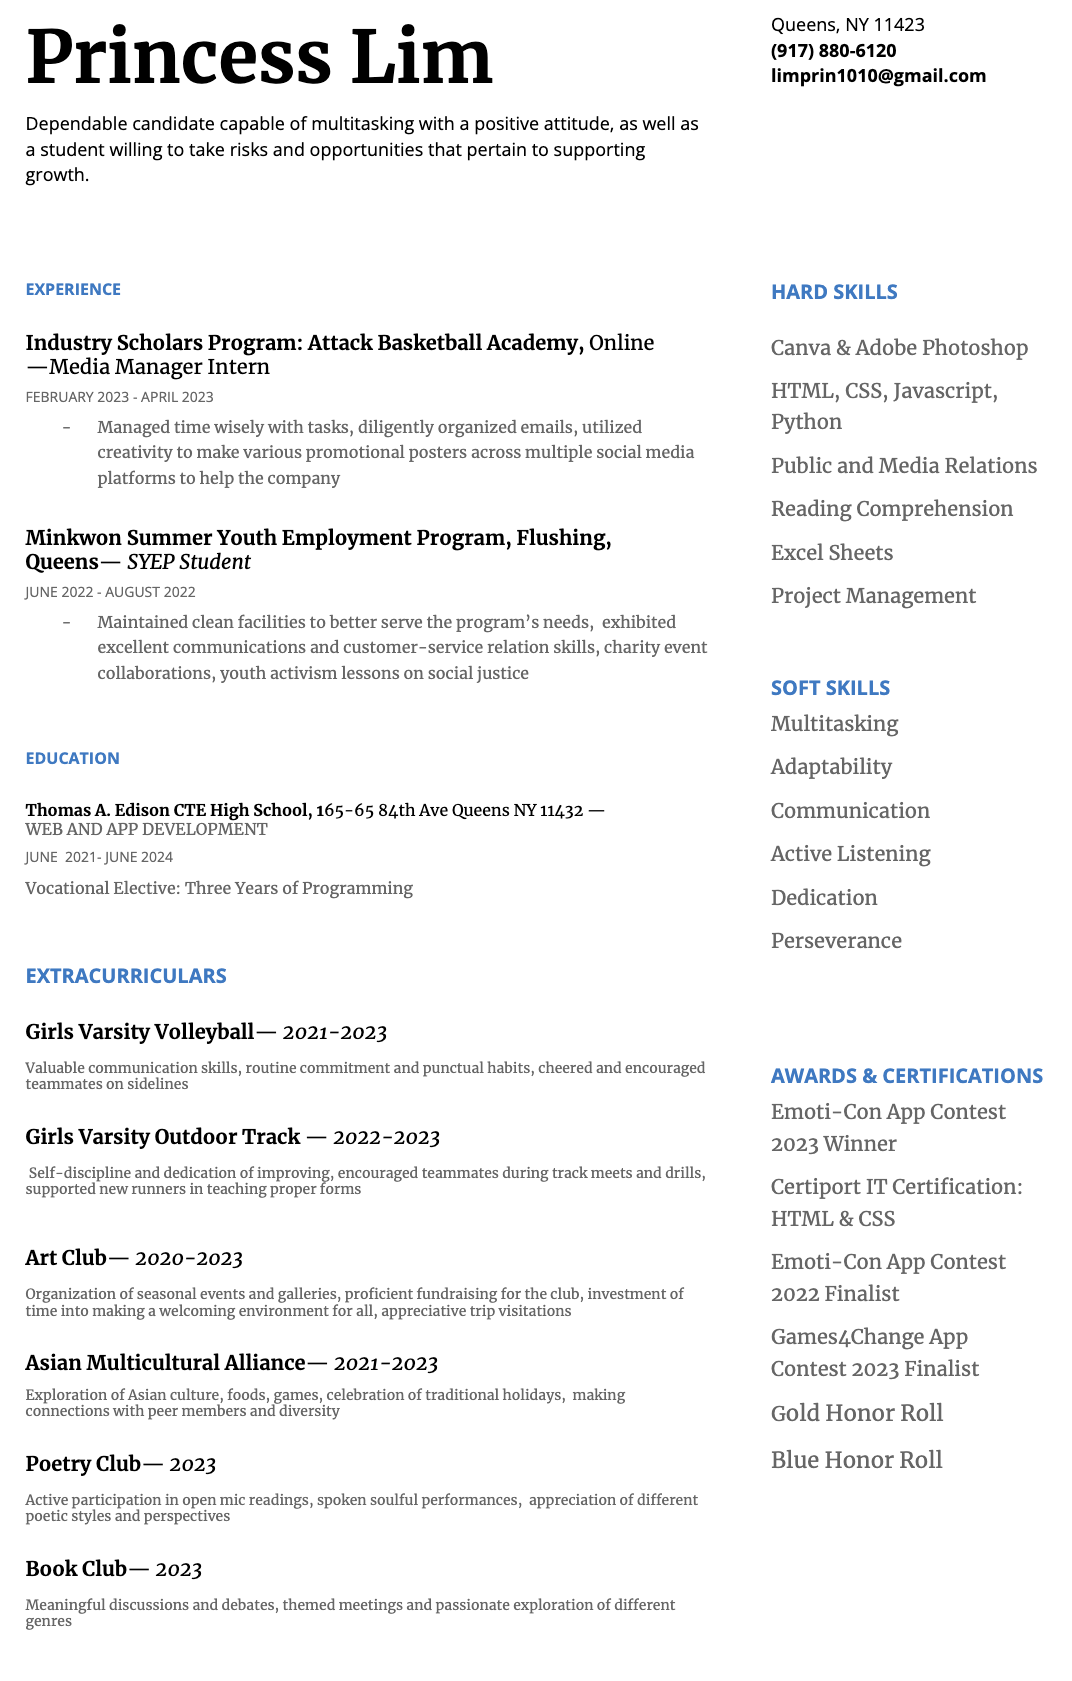 Princess Lim
Dependable candidate capable of multitasking with a positive attitude, as well as
a student willing to take risks and opportunities that pertain to supporting
growth.
Queens, NY 11423
(917) 880-6120
limprin1010@gmail.com
EXPERIENCE
Industry Scholars Program: Attack Basketball Academy, Online
—Media Manager Intern
FEBRUARY 2023 - APRIL 2023
- Managed time wisely with tasks, diligently organized emails, utilized
creativity to make various promotional posters across multiple social media
platforms to help the company
Minkwon Summer Youth Employment Program, Flushing,
Queens— SYEP Student
JUNE 2022 - AUGUST 2022
- Maintained clean facilities to better serve the program’s needs,  exhibited
excellent communications and customer-service relation skills, charity event
collaborations, youth activism lessons on social justice
EDUCATION
Thomas A. Edison CTE High School, 165-65 84th Ave Queens NY 11432 —
WEB AND APP DEVELOPMENT
JUNE  2021- JUNE 2024
Vocational Elective: Three Years of Programming
EXTRACURRICULARS
Girls Varsity Volleyball— 2021-2023
Valuable communication skills, routine commitment and punctual habits, cheered and encouraged
teammates on sidelines
Girls Varsity Outdoor Track — 2022-2023
Self-discipline and dedication of improving, encouraged teammates during track meets and drills,
supported new runners in teaching proper forms
Art Club— 2020-2023
Organization of seasonal events and galleries, proficient fundraising for the club, investment of
time into making a welcoming environment for all, appreciative trip visitations
Asian Multicultural Alliance— 2021-2023
Exploration of Asian culture, foods, games, celebration of traditional holidays,  making
connections with peer members and diversity
Poetry Club— 2023
Active participation in open mic readings, spoken soulful performances,  appreciation of different
poetic styles and perspectives
Book Club— 2023
Meaningful discussions and debates, themed meetings and passionate exploration of different
genres
HARD SKILLS
Canva & Adobe Photoshop
HTML, CSS, Javascript,
Python
Public and Media Relations
Reading Comprehension
Excel Sheets
Project Management
SOFT SKILLS
Multitasking
Adaptability
Communication
Active Listening
Dedication
Perseverance
AWARDS & CERTIFICATIONS
Emoti-Con App Contest
2023 Winner
Certiport IT Certification:
HTML & CSS
Emoti-Con App Contest
2022 Finalist
Games4Change App
Contest 2023 Finalist
Gold Honor Roll
Blue Honor Roll